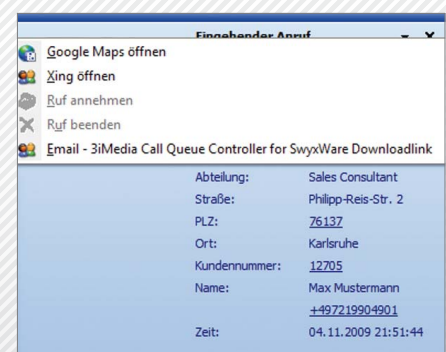 Eingehender Anruf
Google Maps öffnen
Xing öffnen
Ruf annehmen
Ruf beenden
Email - 3iMedia Call Queue Controller for SwyxWare Downloadlink
Abteilung: Sales Consultant
Straße: Philipp-Reis-Str. 2
PLZ: 76137
Ort: Karlsruhe
Kundennummer: 12705
Name: Max Mustermann
+497219904901
Zeit: 04.11.2009 21:51:44